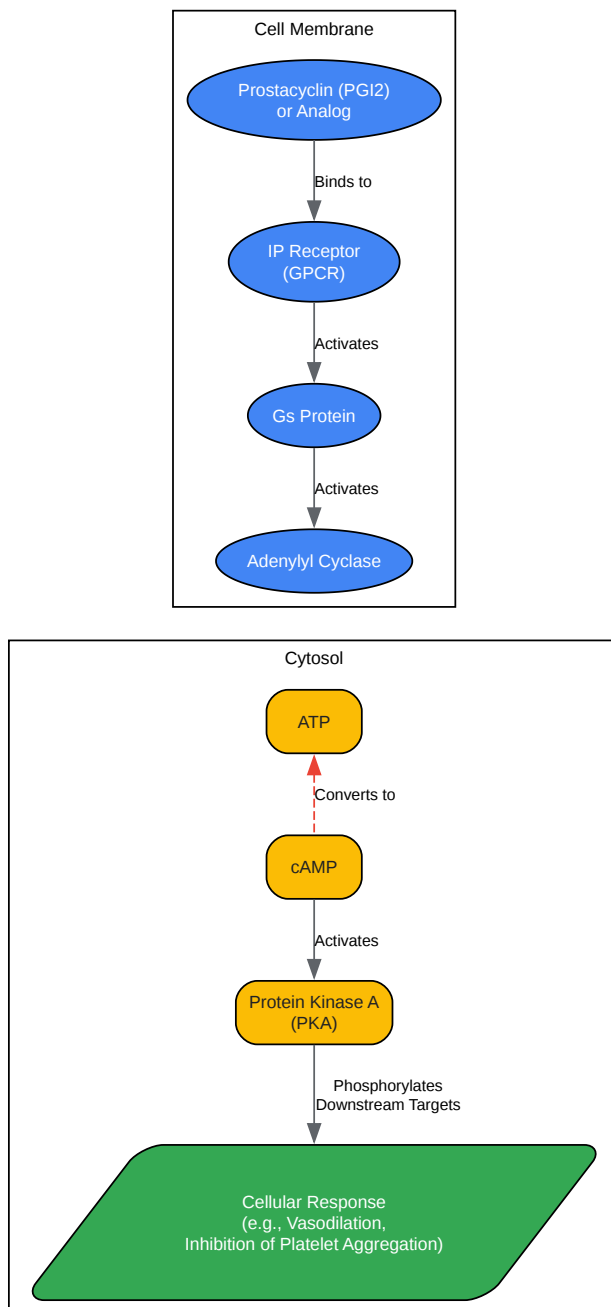 Cell Membrane
Prostacyclin (PGI2)
or Analog
Binds to
IP Receptor
(GPCR)
Activates
Gs Protein
Activates
Adenylyl Cyclase
Cytosol
ATP
Converts to
cAMP
Activates
Protein Kinase A
(PKA)
Phosphorylates
Downstream Targets
Cellular Response
(e.g., Vasodilation,
Inhibition of Platelet Aggregation)